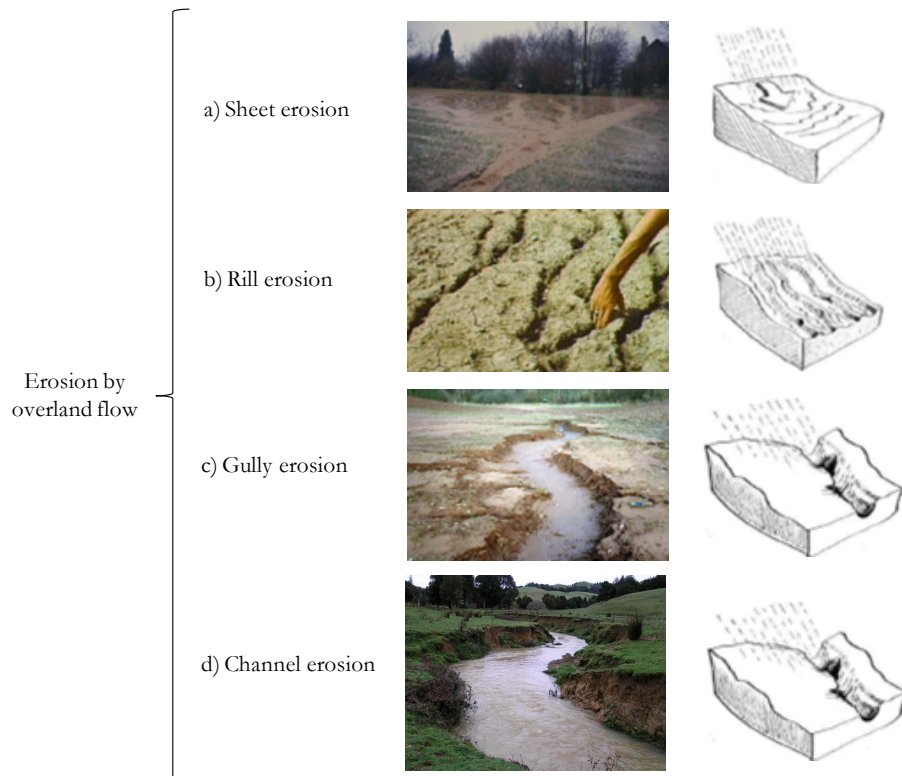 a) Sheet erosion
b) Rill erosion
Erosion by
overland flow
c) Gully erosion
d) Channel erosion